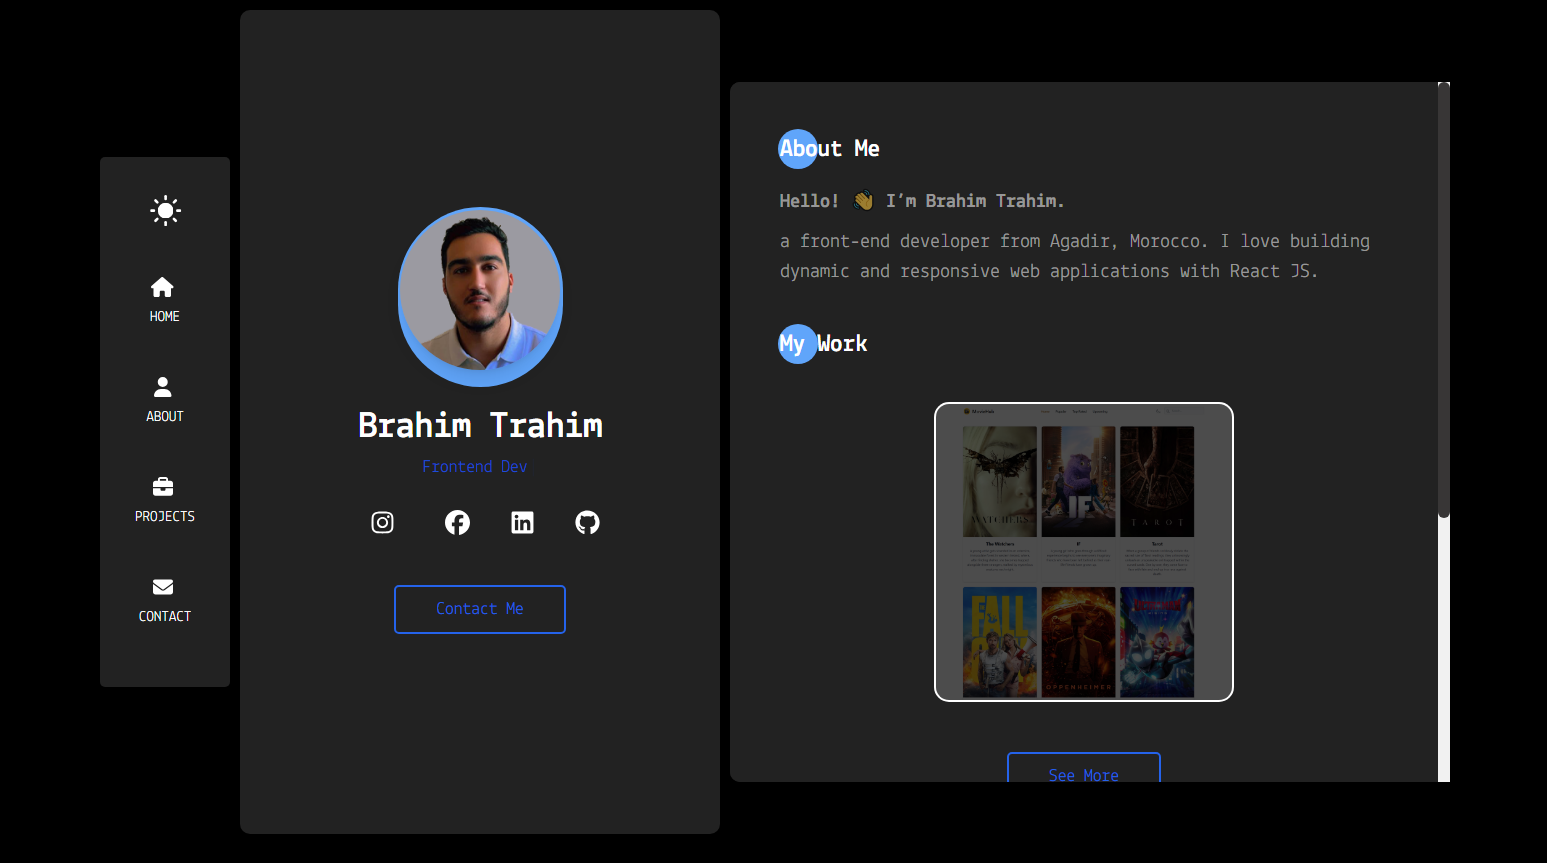 HOME
ABOUT
PROJECTS
CONTACT
Brahim Trahim
Frontend Dev
Contact Me
About Me
Hello! 👋 I’m Brahim Trahim.
a front-end developer from Agadir, Morocco. I love building
dynamic and responsive web applications with React JS.
My Work
WATCHERS
IF
TAROT
The Watchers
IF
Tarot
FALL
OPPENHEIMER
See More